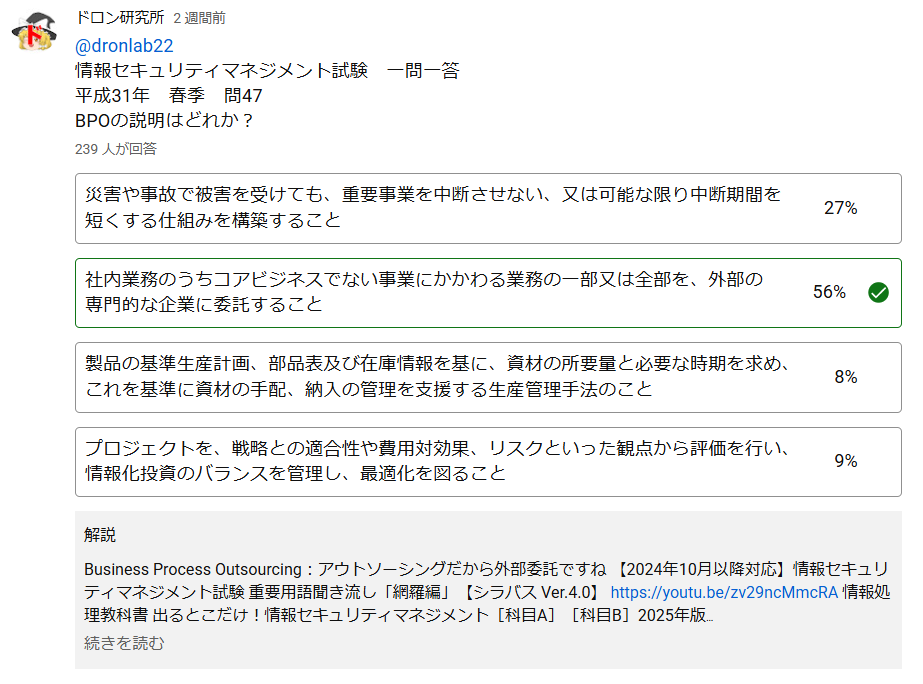 ドロン研究所 2 週間前
@dronlab22
情報セキュリティマネジメント試験　一問一答
平成31年　春季　問47
BPOの説明はどれか？
239 人が回答
災害や事故で被害を受けても、重要事業を中断させない、又は可能な限り中断期間を
短くする仕組みを構築すること
27%
社内業務のうちコアビジネスでない事業にかかわる業務の一部又は全部を、外部の
専門的な企業に委託すること
56%
製品の基準生産計画、部品表及び在庫情報を基に、資材の所要量と必要な時期を求め、
これを基準に資材の手配、納入の管理を支援する生産管理手法のこと
8%
プロジェクトを、戦略との適合性や費用対効果、リスクといった観点から評価を行い、
情報化投資のバランスを管理し、最適化を図ること
9%
解説
Business Process Outsourcing：アウトソーシングだから外部委託ですね 【2024年10月以降対応】情報セキュリ
ティマネジメント試験 重要用語聞き流し「網羅編」【シラバス Ver.4.0】 https://youtu.be/zv29ncMmcRA 情報処
理教科書 出るとこだけ！情報セキュリティマネジメント［科目A］［科目B］2025年版...
続きを読む